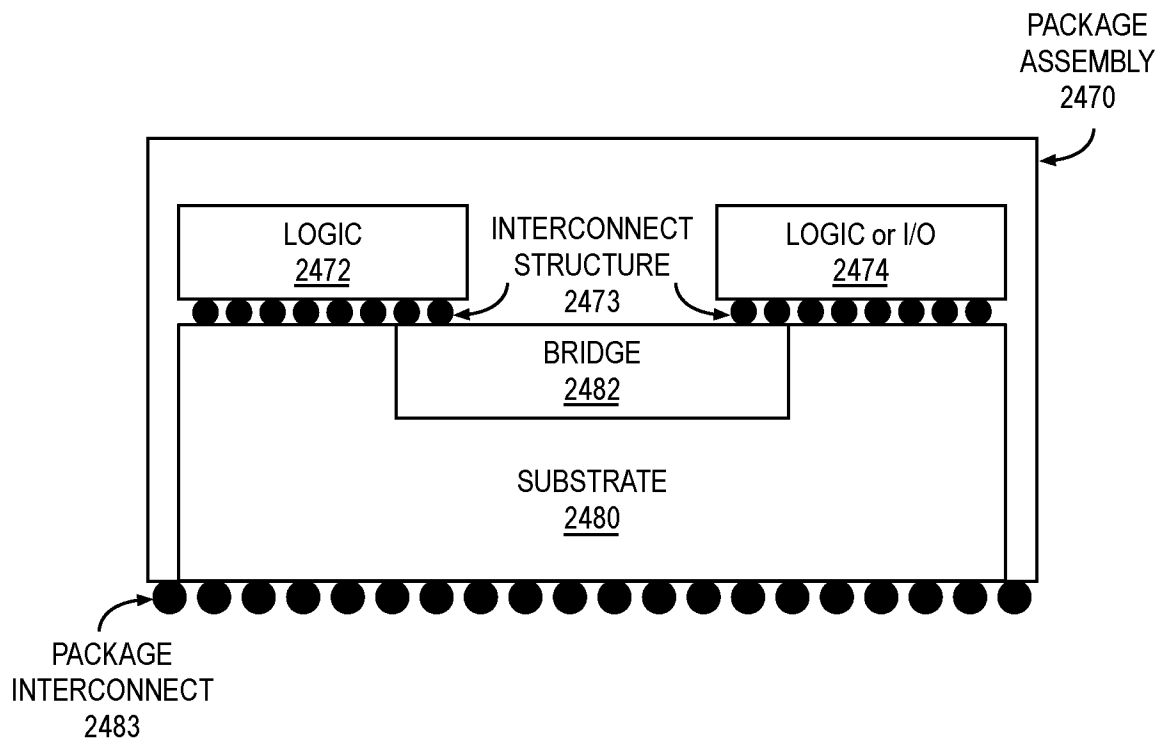 PACKAGE
ASSEMBLY
2470
LOGIC
2472
INTERCONNECT
STRUCTURE
2473
LOGIC or I/O
2474
BRIDGE
2482
SUBSTRATE
2480
PACKAGE
INTERCONNECT
2483